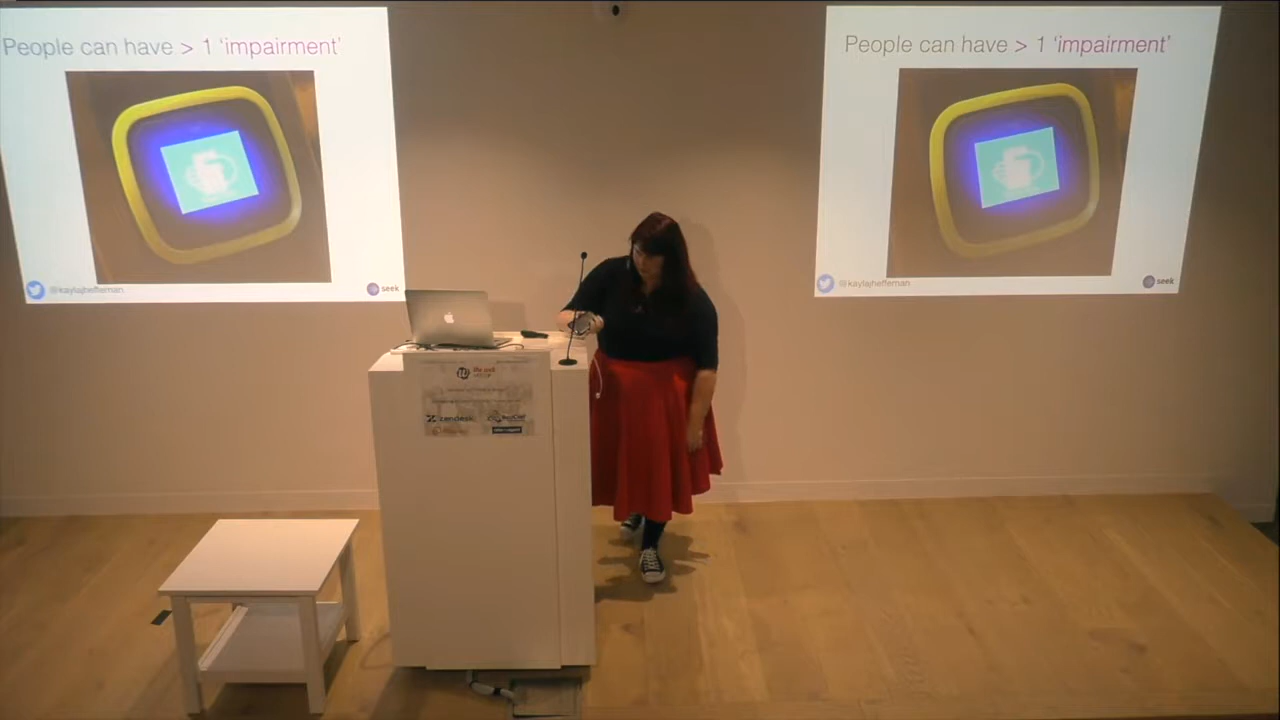 People can have > 1 'impairment'
@kaylajheffernan
seek
People can have > 1 'impairment'
@kaylajheffernan
seek
zendesk